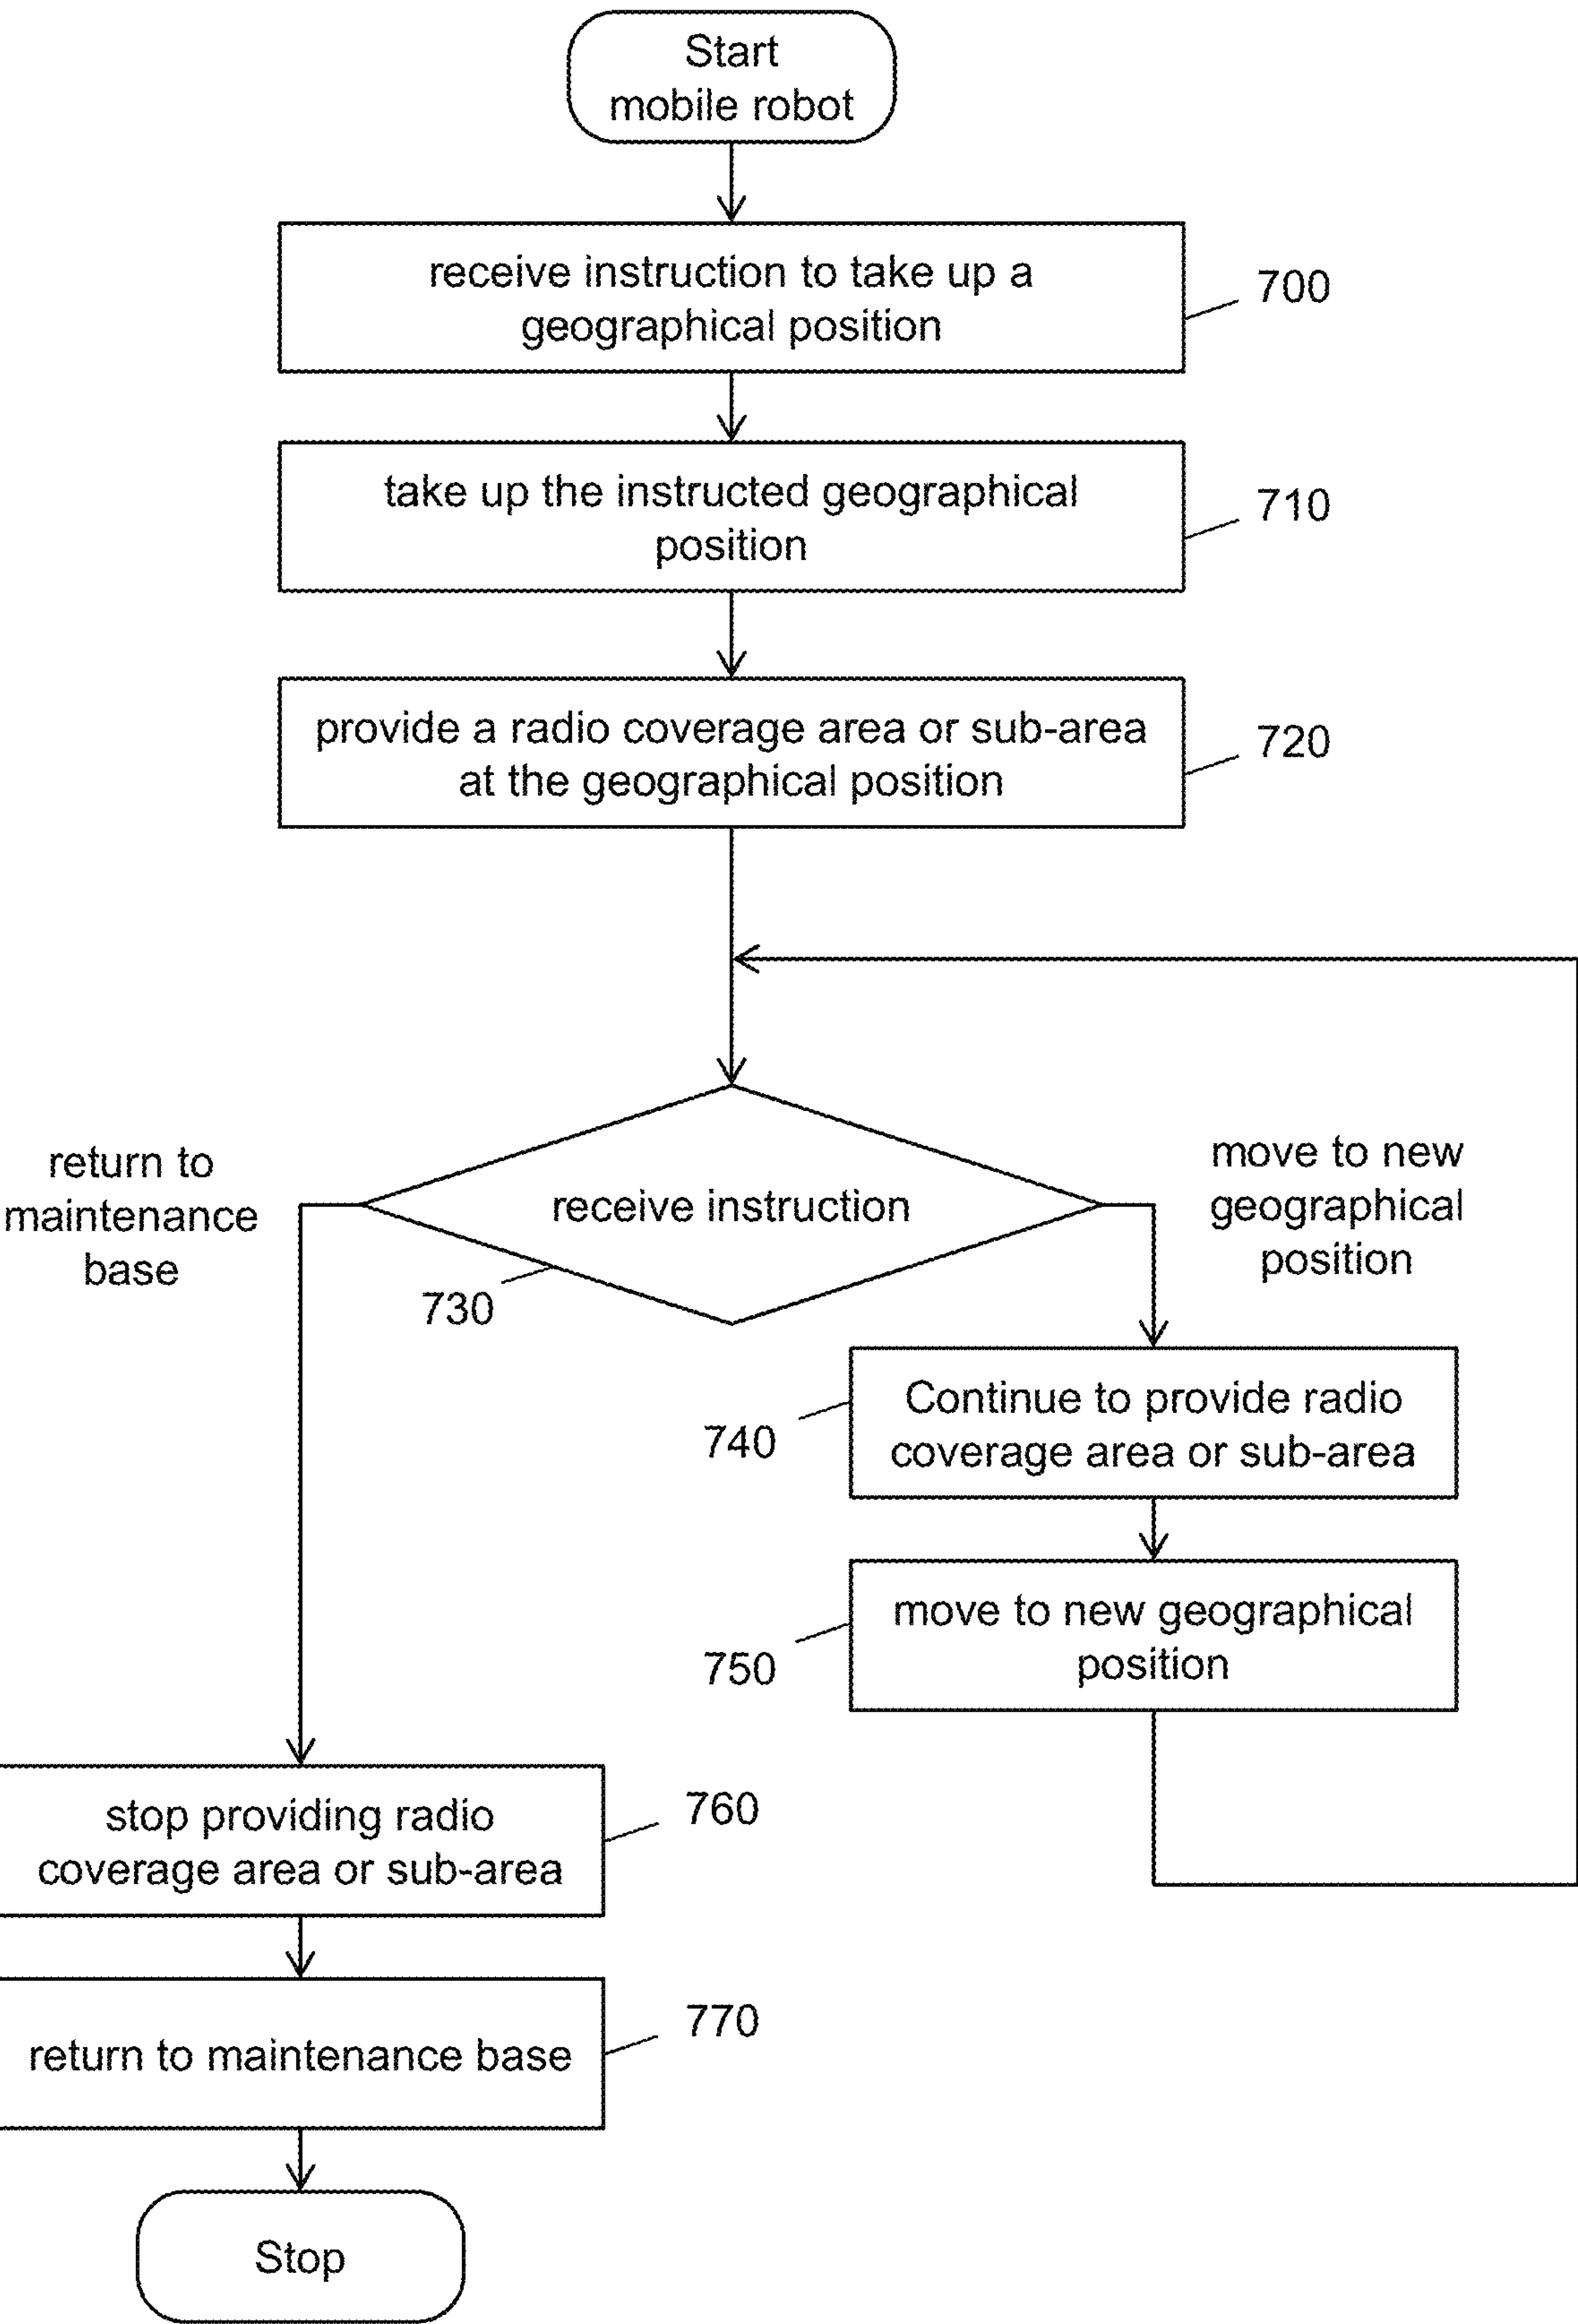 Start
mobile robot
receive instruction to take up a
geographical position
700
take up the instructed geographical
position
710
provide a radio coverage area or sub-area
at the geographical position
720
return to
maintenance
base
receive instruction
730
move to new
geographical
position
Continue to provide radio
coverage area or sub-area
740
move to new geographical
position
750
stop providing radio
coverage area or sub-area
760
return to maintenance base
770
Stop